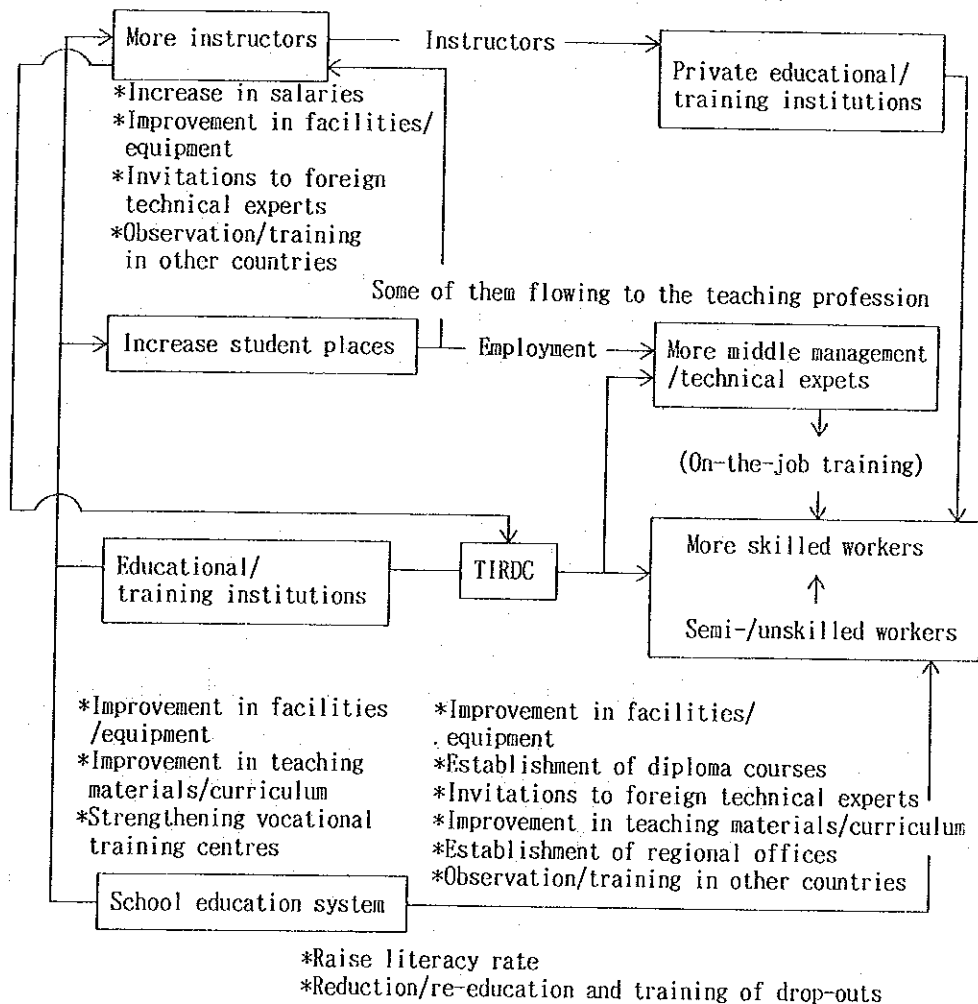 More instructors
Instructors
Private educational/
training institutions
*Increase in salaries
*Improvement in facilities/
equipment
*Invitations to foreign
technical experts
*Observation/training
in other countries
Some of them flowing to the teaching profession
Increase student places
Employment
More middle management
/technical expets
(On-the-job training)
Educational/
training institutions
TIRDC
More skilled workers
Semi-/unskilled workers
*Improvement in facilities
/equipment
*Improvement in teaching
materials/curriculum
*Strengthening vocational
training centres
*Improvement in facilities/
equipment
*Establishment of diploma courses
*Invitations to foreign technical experts
*Improvement in teaching materials/curriculum
*Establishment of regional offices
*Observation/training in other countries
School education system
*Raise literacy rate
*Reduction/re-education and training of drop-outs